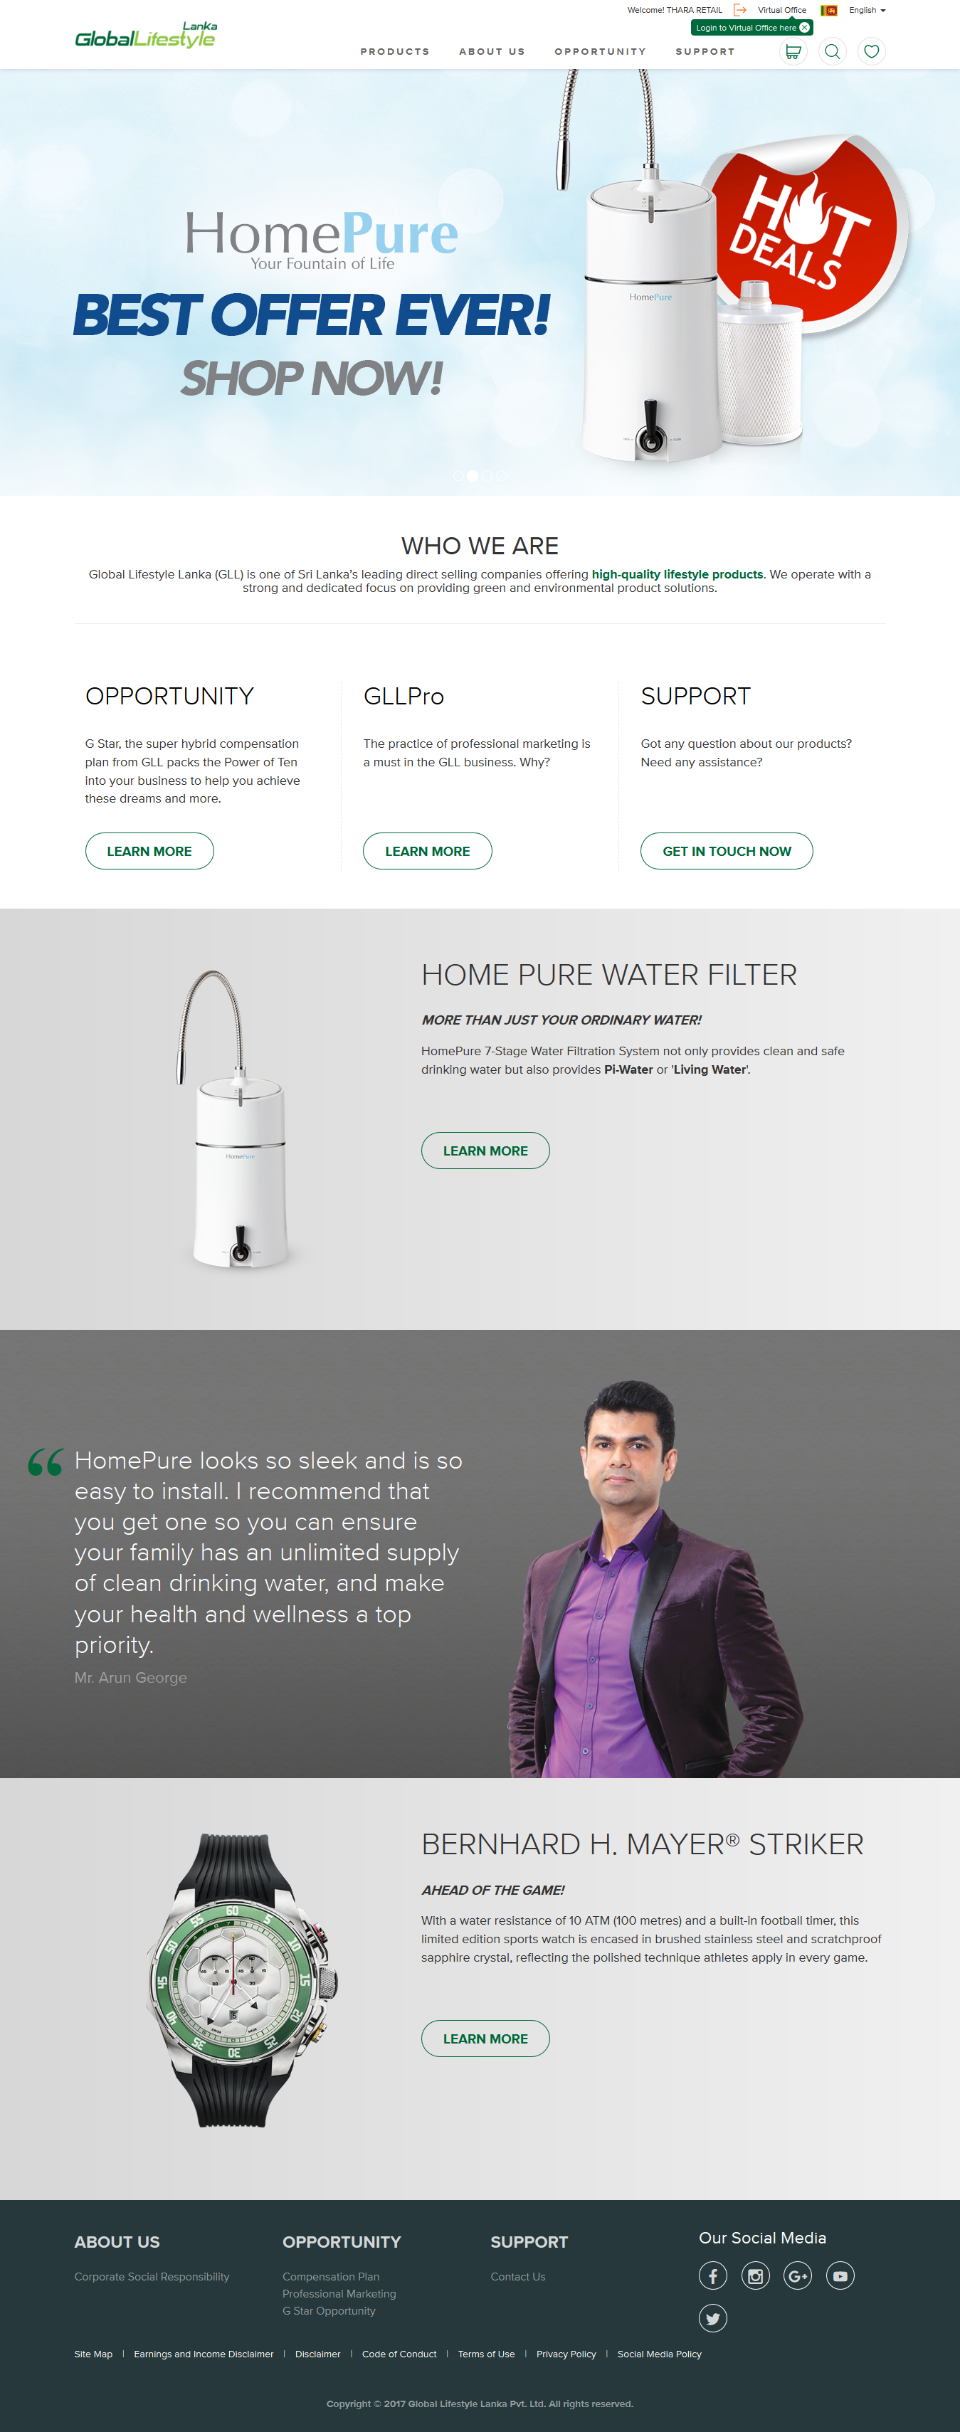 Welcome! THARA RETAIL Virtual Office English
Login to Virtual Office here
GlobalLifestyle Lanka
PRODUCTS ABOUT US OPPORTUNITY SUPPORT
HomePure
Your Fountain of Life
BEST OFFER EVER!
SHOP NOW!
HOT
DEALS
HomePure
WHO WE ARE
Global Lifestyle Lanka (GLL) is one of Sri Lanka's leading direct selling companies offering high-quality lifestyle products. We operate with a
strong and dedicated focus on providing green and environmental product solutions.
OPPORTUNITY
G Star, the super hybrid compensation
plan from GLL packs the Power of Ten
into your business to help you achieve
these dreams and more.
LEARN MORE
GLLPro
The practice of professional marketing is
a must in the GLL business. Why?
LEARN MORE
SUPPORT
Got any question about our products?
Need any assistance?
GET IN TOUCH NOW
HomePure
HOME PURE WATER FILTER
MORE THAN JUST YOUR ORDINARY WATER!
HomePure 7-Stage Water Filtration System not only provides clean and safe
drinking water but also provides Pi-Water or 'Living Water'.
LEARN MORE
“ HomePure looks so sleek and is so
easy to install. I recommend that
you get one so you can ensure
your family has an unlimited supply
of clean drinking water, and make
your health and wellness a top
priority.
Mr. Arun George
60 5 10 15 20 25 30 35 40 45 50 55
BERNHARD H. MAYER® STRIKER
AHEAD OF THE GAME!
With a water resistance of 10 ATM (100 metres) and a built-in football timer, this
limited edition sports watch is encased in brushed stainless steel and scratchproof
sapphire crystal, reflecting the polished technique athletes apply in every game.
LEARN MORE
ABOUT US
Corporate Social Responsibility
OPPORTUNITY
Compensation Plan
Professional Marketing
G Star Opportunity
SUPPORT
Contact Us
Our Social Media
Site Map | Earnings and Income Disclaimer | Disclaimer | Code of Conduct | Terms of Use | Privacy Policy | Social Media Policy
Copyright © 2017 Global Lifestyle Lanka Pvt. Ltd. All rights reserved.